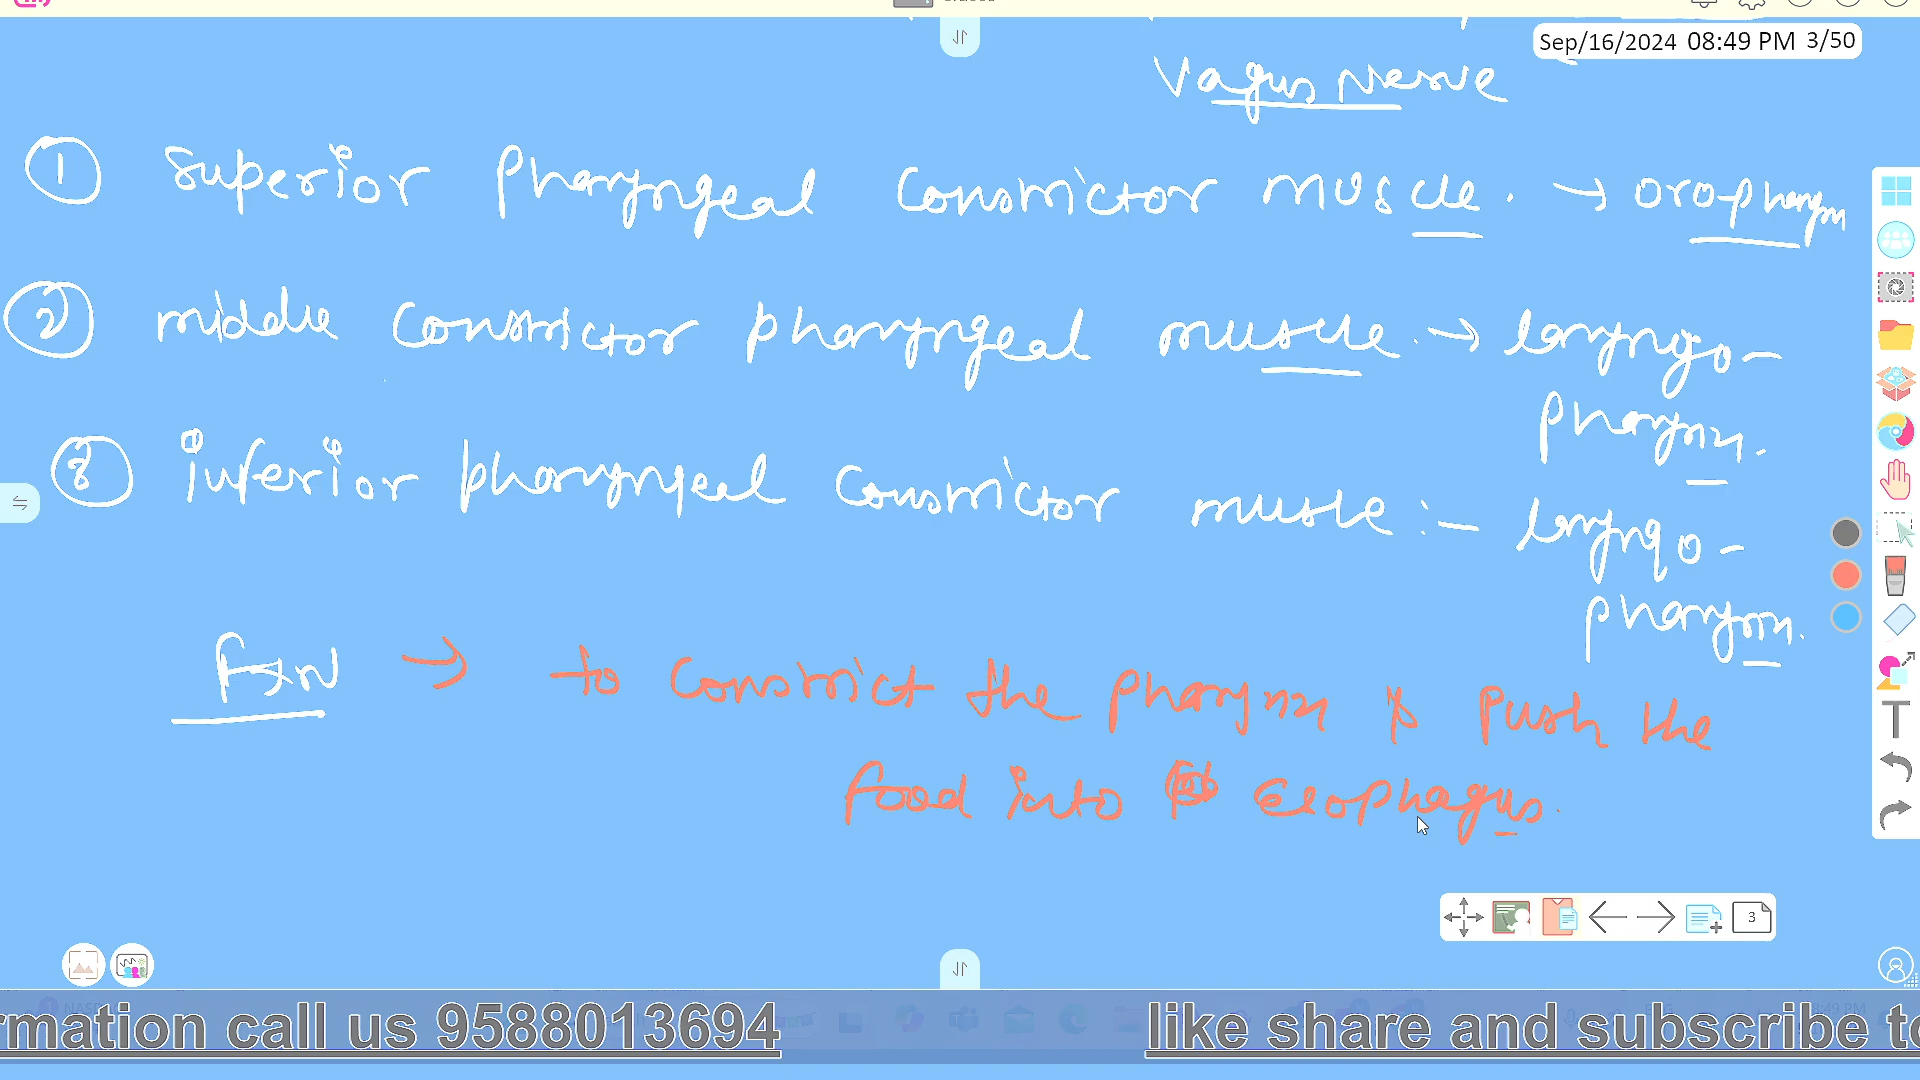 Sep/16/2024 08:49 PM 3/50
Vagus Nerve
① Superior Pharyngeal Constrictor muscle. → oropharynx
② middle Constrictor pharyngeal muscle. → laryngo-
pharynx.
③ inferior pharyngeal Constrictor muscle :- laryngo-
pharynx.
Fxn → to Constrict the pharynx & Push the
food into Esophagus.
3
rmation call us 9588013694 like share and subscribe to